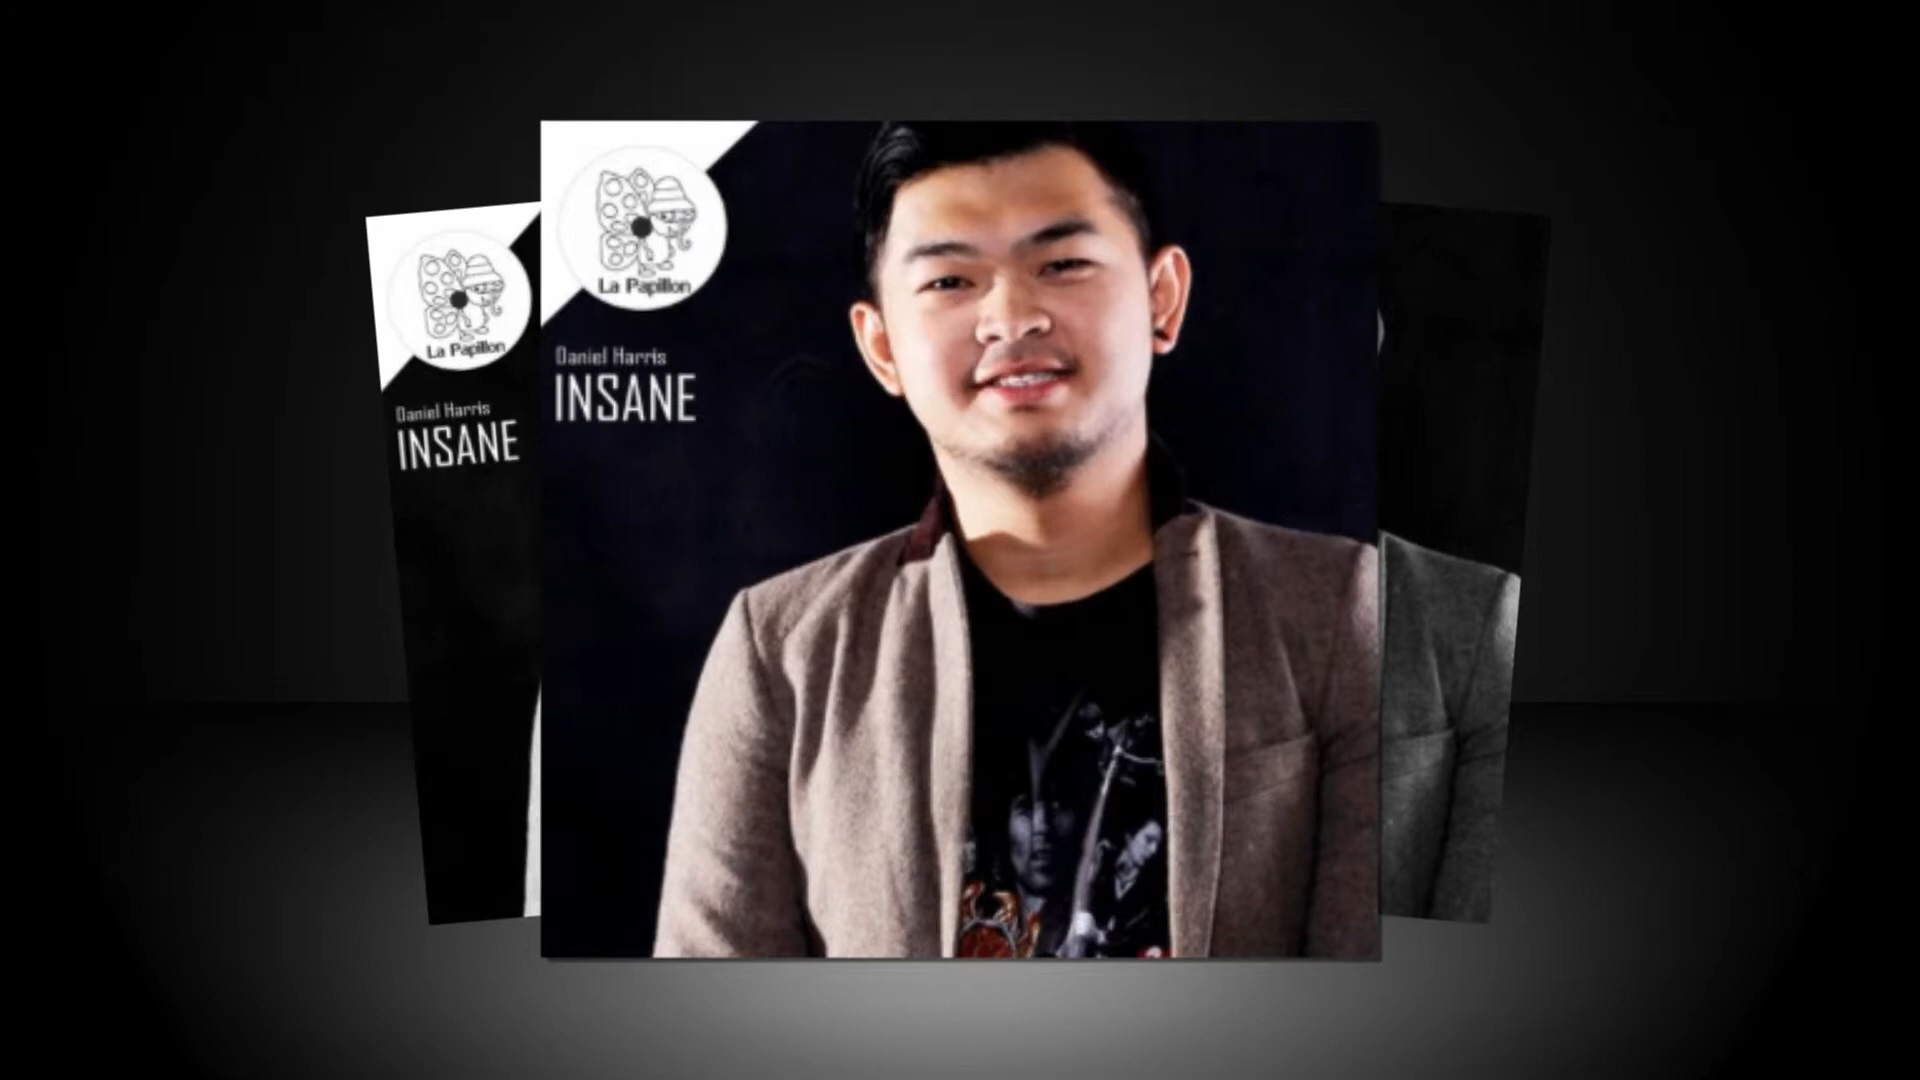 La Papillon
Daniel Harris
INSANE
La Papillon
Daniel Harris
INSANE